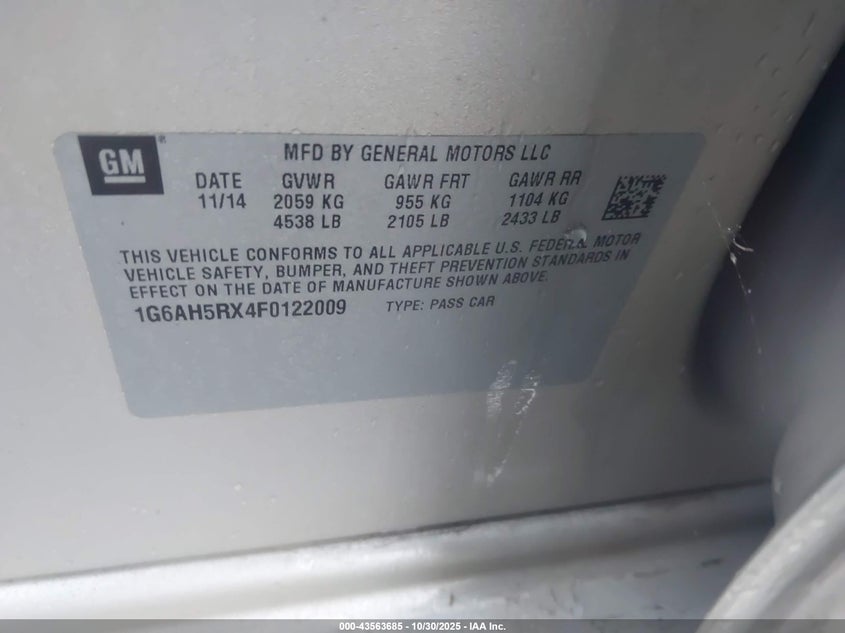 GM
MFD BY GENERAL MOTORS LLC
DATE GVWR GAWR FRT GAWR RR
11/14 2059 KG 955 KG 1104 KG
4538 LB 2105 LB 2433 LB
THIS VEHICLE CONFORMS TO ALL APPLICABLE U.S. FEDERAL MOTOR
VEHICLE SAFETY, BUMPER, AND THEFT PREVENTION STANDARDS IN
EFFECT ON THE DATE OF MANUFACTURE SHOWN ABOVE.
1G6AH5RX4F0122009 TYPE: PASS CAR
000-43563685 - 10/30/2025 - IAA Inc.